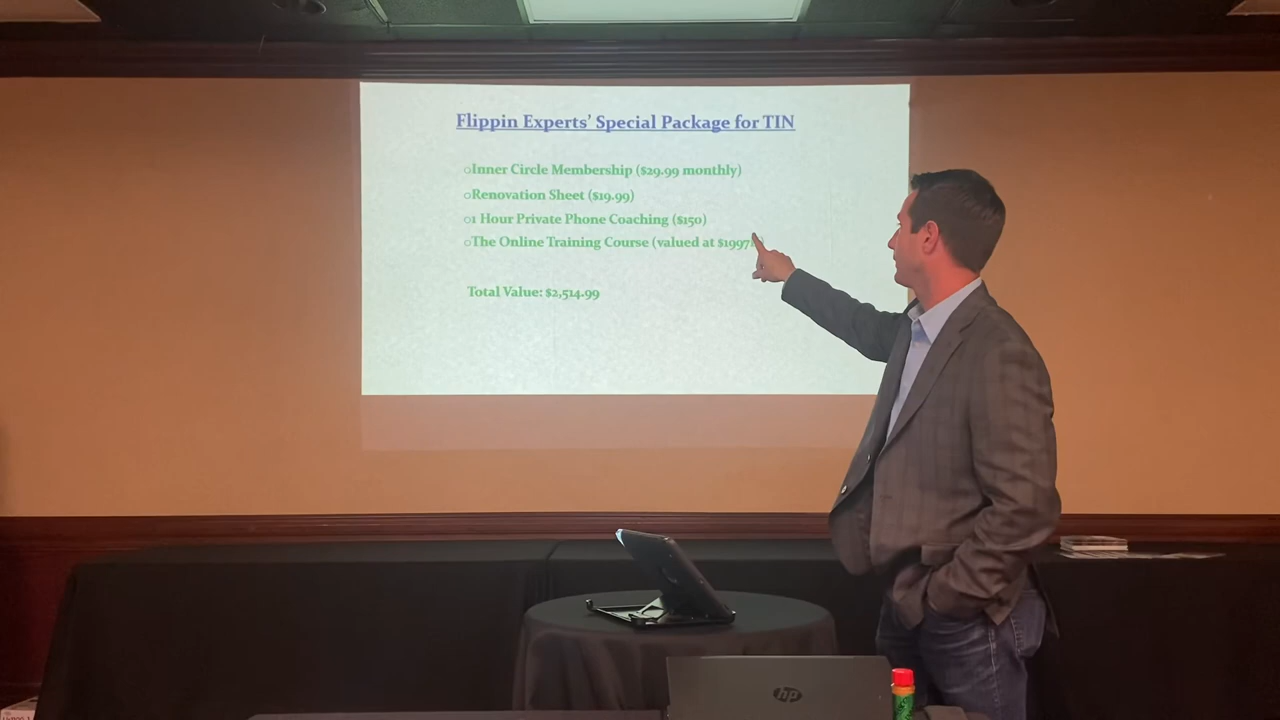 Flippin Experts' Special Package for TIN
○Inner Circle Membership ($29.99 monthly)
○Renovation Sheet ($19.99)
○1 Hour Private Phone Coaching ($150)
○The Online Training Course (valued at $1997
Total Value: $2,514.99
hp